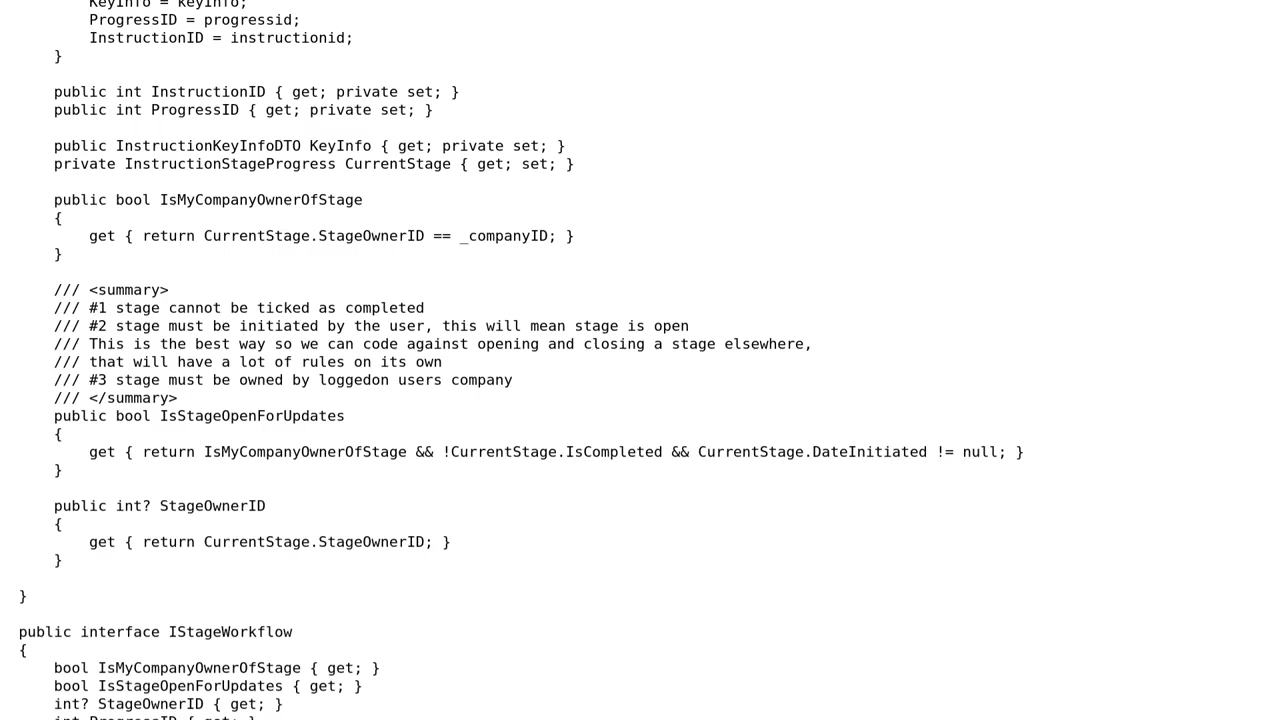 KeyInfo = keyInfo;
ProgressID = progressid;
InstructionID = instructionid;
}
public int InstructionID { get; private set; }
public int ProgressID { get; private set; }
public InstructionKeyInfoDTO KeyInfo { get; private set; }
private InstructionStageProgress CurrentStage { get; set; }
public bool IsMyCompanyOwnerOfStage
{
get { return CurrentStage.StageOwnerID == _companyID; }
}
/// <summary>
/// #1 stage cannot be ticked as completed
/// #2 stage must be initiated by the user, this will mean stage is open
/// This is the best way so we can code against opening and closing a stage elsewhere,
/// that will have a lot of rules on its own
/// #3 stage must be owned by loggedon users company
/// </summary>
public bool IsStageOpenForUpdates
{
get { return IsMyCompanyOwnerOfStage && !CurrentStage.IsCompleted && CurrentStage.DateInitiated != null; }
}
public int? StageOwnerID
{
get { return CurrentStage.StageOwnerID; }
}
}
public interface IStageWorkflow
{
bool IsMyCompanyOwnerOfStage { get; }
bool IsStageOpenForUpdates { get; }
int? StageOwnerID { get; }
int ProgressID { get; }